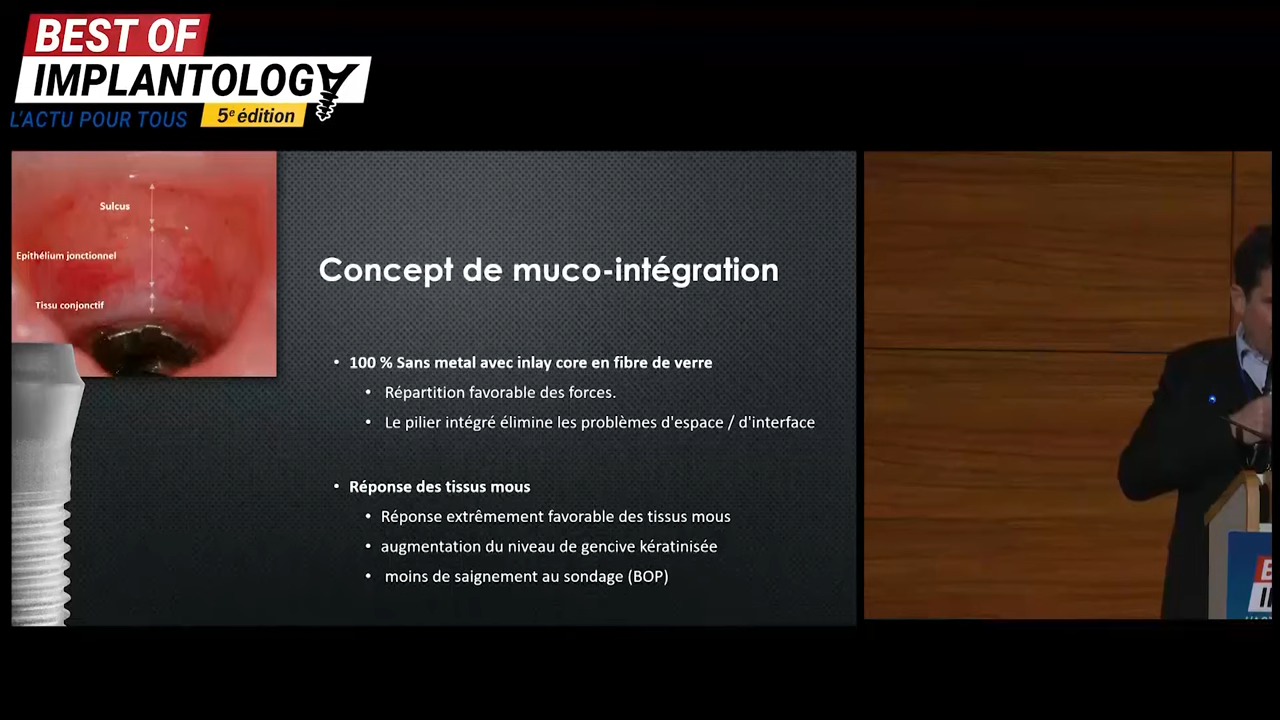 BEST OF
IMPLANTOLOGY
L'ACTU POUR TOUS
5e édition
Sulcus
Epithélium jonctionnel
Tissu conjonctif
Concept de muco-intégration
• 100 % Sans metal avec inlay core en fibre de verre
• Répartition favorable des forces.
• Le pilier intégré élimine les problèmes d'espace / d'interface
• Réponse des tissus mous
• Réponse extrêmement favorable des tissus mous
• augmentation du niveau de gencive kératinisée
• moins de saignement au sondage (BOP)